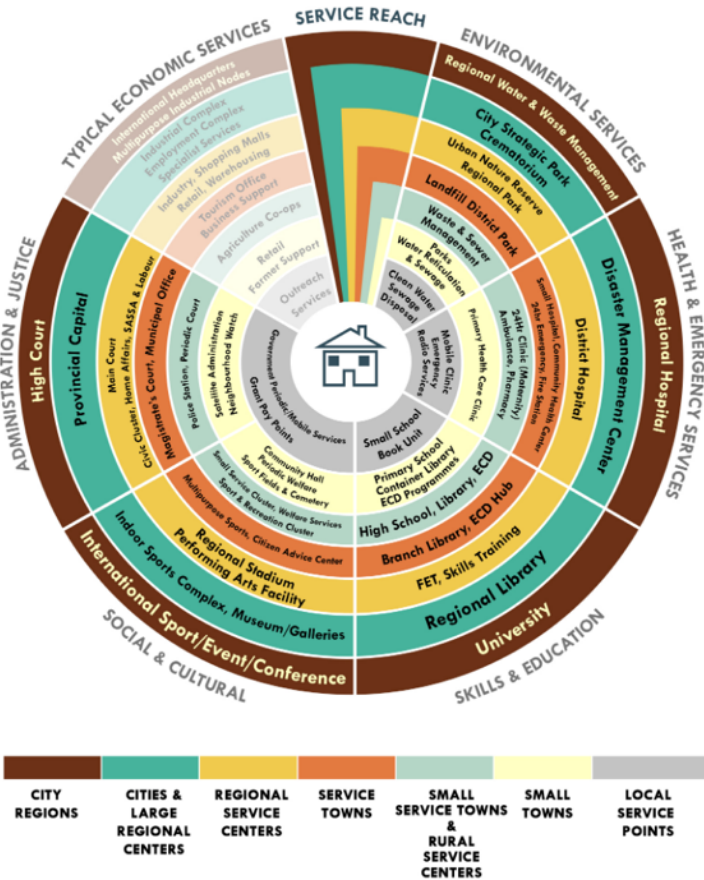 SERVICE REACH
TYPICAL ECONOMIC SERVICES
International Headquarters
Multipurpose Industrial Nodes
Industrial Complex
Employment Complex
Specialist Services
Industry, Shopping Malls
Retail, Warehousing
Tourism Office
Business Support
Agriculture Co-ops
Retail
Farmer Support
Outreach
Services
ENVIRONMENTAL SERVICES
Regional Water & Waste Management
City Strategic Park
Crematorium
Urban Nature Reserve
Regional Park
Landfill District Park
Waste & Sewer
Management
Parks
Water Reticulation
& Sewage
Clean Water
Sewage
Disposal
HEALTH & EMERGENCY SERVICES
Regional Hospital
Disaster Management Center
District Hospital
Small Hospital, Community Health Center
24hr Emergency, Fire Station
24Hr Clinic (Maternity)
Ambulance, Pharmacy
Primary Health Care Clinic
Mobile Clinic
Emergency
Radio Services
SKILLS & EDUCATION
University
Regional Library
FET, Skills Training
Branch Library, ECD Hub
High School, Library, ECD
Primary School
Container Library
ECD Programmes
Small School
Book Unit
SOCIAL & CULTURAL
International Sport/Event/Conference
Indoor Sports Complex, Museum/Galleries
Regional Stadium
Performing Arts Facility
Multipurpose Sports, Citizen Advice Center
Small Service Cluster, Welfare Services
Sport & Recreation Cluster
Community Hall
Periodic Welfare
Sport Fields & Cemetery
ADMINISTRATION & JUSTICE
High Court
Provincial Capital
Main Court
Civic Cluster, Home Affairs, SASSA & Labour
Magistrate's Court, Municipal Office
Police Station, Periodic Court
Satellite Administration
Neighbourhood Watch
Government Periodic/Mobile Services
Grant Pay Points
CITY
REGIONS
CITIES &
LARGE
REGIONAL
CENTERS
REGIONAL
SERVICE
CENTERS
SERVICE
TOWNS
SMALL
SERVICE TOWNS
&
RURAL
SERVICE
CENTERS
SMALL
TOWNS
LOCAL
SERVICE
POINTS